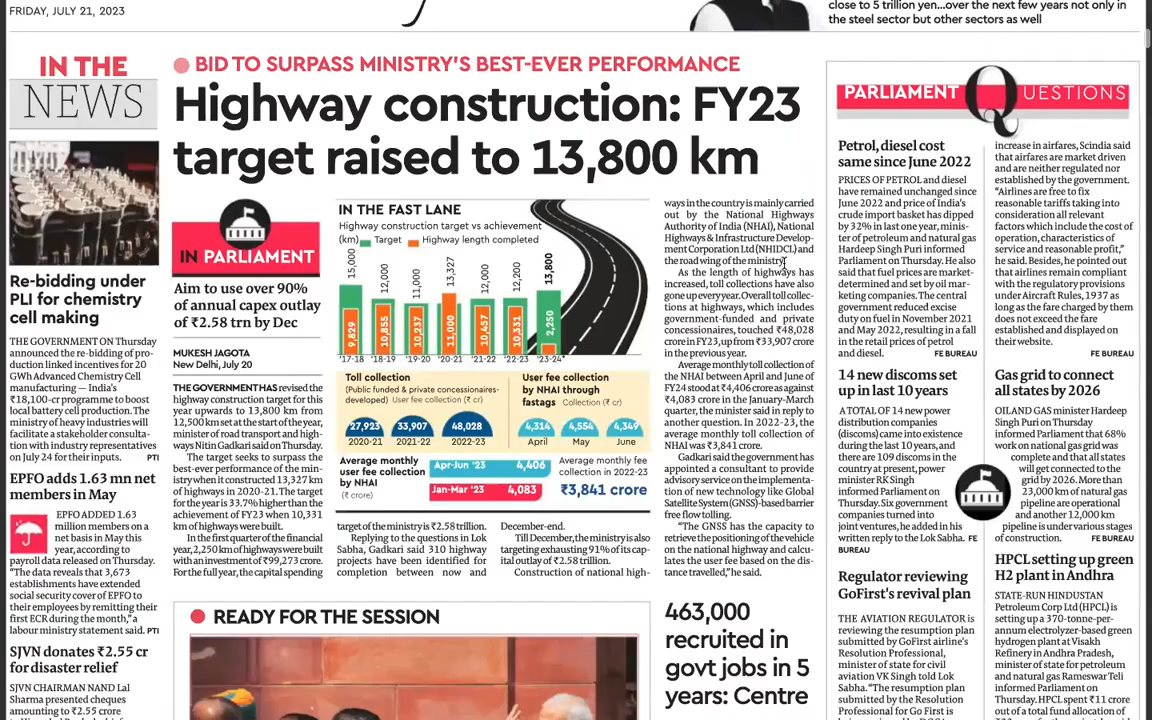 FRIDAY, JULY 21, 2023
close to 5 trillion yen...over the next few years not only in
the steel sector but other sectors as well
IN THE
NEWS
Re-bidding under
PLI for chemistry
cell making
THE GOVERNMENT ON Thursday
announced the re-bidding of pro-
duction linked incentives for 20
GWh Advanced Chemistry Cell
manufacturing — India's
₹18,100-crore programme to boost
local battery cell production. The
ministry of heavy industries will
facilitate a stakeholder consulta-
tion with industry representatives
on July 24 for their inputs. PTI
EPFO adds 1.63 mn net
members in May
EPFO ADDED 1.63
million members on a
net basis in May this
year, according to
payroll data released on Thursday.
"The data reveals that 3,673
establishments have extended
social security cover of EPFO to
their employees by remitting their
first ECR during the month," a
labour ministry statement said. PTI
SJVN donates ₹2.55 cr
for disaster relief
SJVN CHAIRMAN NAND Lal
Sharma presented cheques
amounting to ₹2.55 crore
BID TO SURPASS MINISTRY'S BEST-EVER PERFORMANCE
Highway construction: FY23
target raised to 13,800 km
IN PARLIAMENT
Aim to use over 90%
of annual capex outlay
of ₹2.58 trn by Dec
MUKESH JAGOTA
New Delhi, July 20
THE GOVERNMENT HAS revised the
highway construction target for this
year upwards to 13,800 km from
12,500 km set at the start of the year,
minister of road transport and high-
ways Nitin Gadkari said on Thursday.
The target seeks to surpass the
best-ever performance of the min-
istry when it constructed 13,327 km
of highways in 2020-21. The target
for the year is 33.7% higher than the
achievement of FY23 when 10,331
km of highways were built.
In the first quarter of the financial
year, 2,250 km of highways were built
with an investment of ₹99,273 crore.
For the full year, the capital spending
IN THE FAST LANE
Highway construction target vs achievement
(km) Target Highway length completed
15,000 12,000 11,000 13,327 12,000 12,200 13,800
9,829 10,855 10,237 11,000 10,457 10,331 2,250
'17-18 '18-19 '19-20 '20-21 '21-22 '22-23 '23-24*
Toll collection
(Public funded & private concessionaires-
developed) User fee collection (₹ cr)
27,923 33,907 48,028
2020-21 2021-22 2022-23
User fee collection
by NHAI through
fastags Collection (₹ cr)
4,314 4,554 4,349
April May June
Average monthly
user fee collection
by NHAI
(₹ crore)
Apr-Jun '23 4,406
Jan-Mar '23 4,083
Average monthly fee
collection in 2022-23
₹3,841 crore
target of the ministry is ₹2.58 trillion.
Replying to the questions in Lok
Sabha, Gadkari said 310 highway
projects have been identified for
completion between now and
December-end.
Till December, the ministry is also
targeting exhausting 91% of its cap-
ital outlay of ₹2.58 trillion.
Construction of national high-
ways in the country is mainly carried
out by the National Highways
Authority of India (NHAI), National
Highways & Infrastructure Develop-
ment Corporation Ltd (NHIDCL) and
the road wing of the ministry.
As the length of highways has
increased, toll collections have also
gone up every year. Overall toll collec-
tions at highways, which includes
government-funded and private
concessionaires, touched ₹48,028
crore in FY23, up from ₹33,907 crore
in the previous year.
Average monthly toll collection of
the NHAI between April and June of
FY24 stood at ₹4,406 crore as against
₹4,083 crore in the January-March
quarter, the minister said in reply to
another question. In 2022-23, the
average monthly toll collection of
NHAI was ₹3,841 crore.
Gadkari said the government has
appointed a consultant to provide
advisory service on the implementa-
tion of new technology like Global
Satellite System (GNSS)-based barrier
free flow tolling.
"The GNSS has the capacity to
retrieve the positioning of the vehicle
on the national highway and calcu-
lates the user fee based on the dis-
tance travelled," he said.
READY FOR THE SESSION
463,000
recruited in
govt jobs in 5
years: Centre
PARLIAMENT QUESTIONS
Petrol, diesel cost
same since June 2022
PRICES OF PETROL and diesel
have remained unchanged since
June 2022 and price of India's
crude import basket has dipped
by 32% in last one year, minis-
ter of petroleum and natural gas
Hardeep Singh Puri informed
Parliament on Thursday. He also
said that fuel prices are market-
determined and set by oil mar-
keting companies. The central
government reduced excise
duty on fuel in November 2021
and May 2022, resulting in a fall
in the retail prices of petrol
and diesel. FE BUREAU
14 new discoms set
up in last 10 years
A TOTAL OF 14 new power
distribution companies
(discoms) came into existence
during the last 10 years, and
there are 109 discoms in the
country at present, power
minister RK Singh
informed Parliament on
Thursday. Six government
companies turned into
joint ventures, he added in his
written reply to the Lok Sabha. FE
BUREAU
Regulator reviewing
GoFirst's revival plan
THE AVIATION REGULATOR is
reviewing the resumption plan
submitted by GoFirst airline's
Resolution Professional,
minister of state for civil
aviation VK Singh told Lok
Sabha. "The resumption plan
submitted by the Resolution
Professional for Go First is
increase in airfares, Scindia said
that airfares are market driven
and are neither regulated nor
established by the government.
"Airlines are free to fix
reasonable tariffs taking into
consideration all relevant
factors which include the cost of
operation, characteristics of
service and reasonable profit,"
he said. Besides, he pointed out
that airlines remain compliant
with the regulatory provisions
under Aircraft Rules, 1937 as
long as the fare charged by them
does not exceed the fare
established and displayed on
their website.
FE BUREAU
Gas grid to connect
all states by 2026
OIL AND GAS minister Hardeep
Singh Puri on Thursday
informed Parliament that 68%
work on national gas grid was
complete and that all states
will get connected to the
grid by 2026. More than
23,000 km of natural gas
pipeline are operational
and another 12,000 km
pipeline is under various stages
of construction. FE BUREAU
HPCL setting up green
H2 plant in Andhra
STATE-RUN HINDUSTAN
Petroleum Corp Ltd (HPCL) is
setting up a 370-tonne-per-
annum electrolyzer-based green
hydrogen plant at Visakh
Refinery in Andhra Pradesh,
minister of state for petroleum
and natural gas Rameswar Teli
informed Parliament on
Thursday. HPCL spent ₹11 crore
out of a total fund allocation of